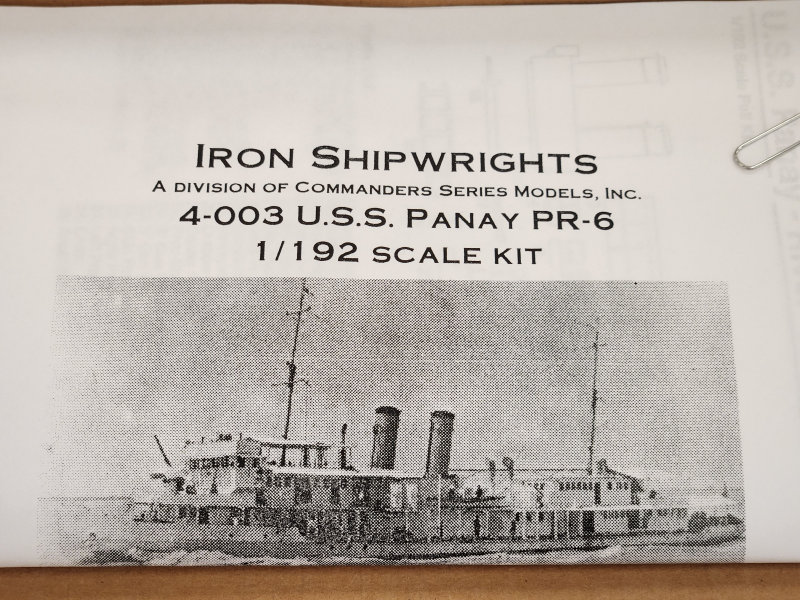 Iron Shipwrights
A division of Commanders Series Models, Inc.
4-003 U.S.S. Panay PR-6
1/192 scale kit